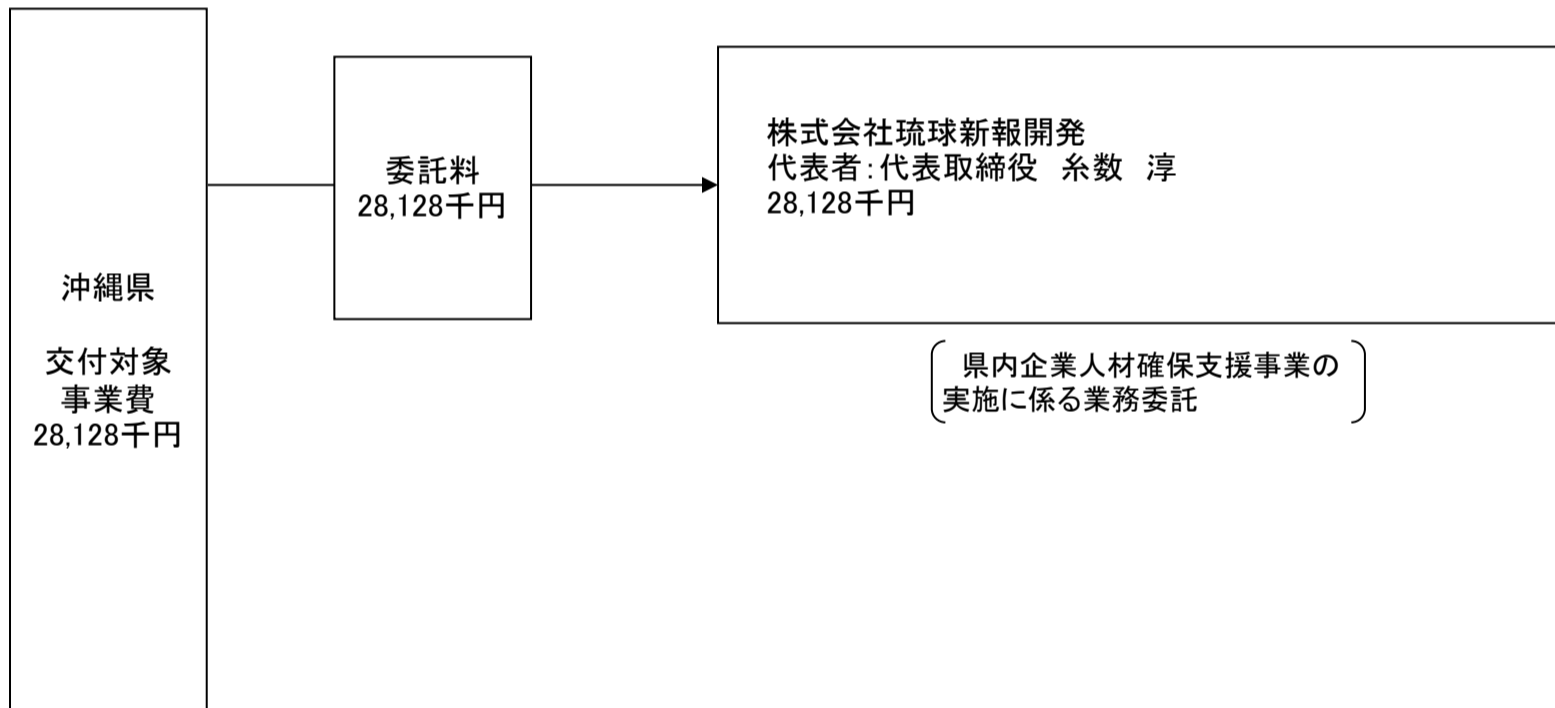 沖縄県
交付対象
事業費
28,128千円
委託料
28,128千円
株式会社琉球新報開発
代表者：代表取締役　糸数　淳
28,128千円
県内企業人材確保支援事業の
実施に係る業務委託